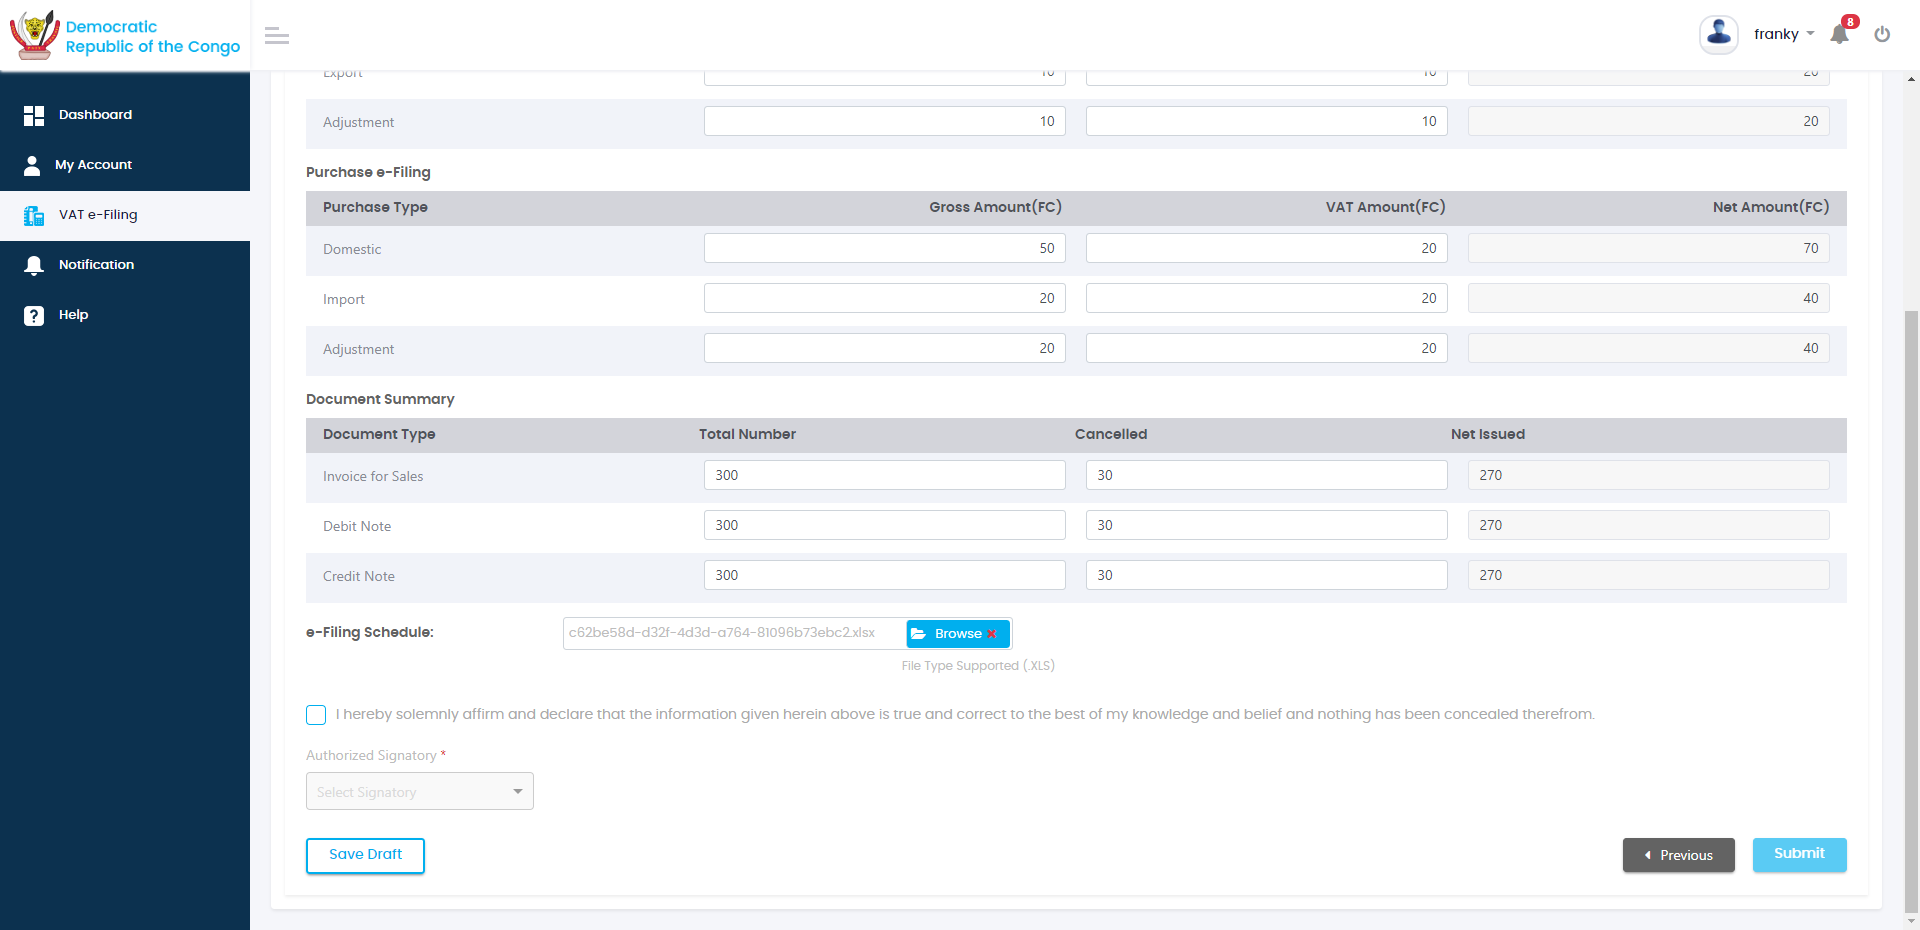 Democratic
Republic of the Congo
franky
8
Dashboard
My Account
VAT e-Filing
Notification
Help
Export 10 10 20
Adjustment 10 10 20
Purchase e-Filing
Purchase Type Gross Amount(FC) VAT Amount(FC) Net Amount(FC)
Domestic 50 20 70
Import 20 20 40
Adjustment 20 20 40
Document Summary
Document Type Total Number Cancelled Net Issued
Invoice for Sales 300 30 270
Debit Note 300 30 270
Credit Note 300 30 270
e-Filing Schedule: c62be58d-d32f-4d3d-a764-81096b73ebc2.xlsx Browse
File Type Supported (.XLS)
I hereby solemnly affirm and declare that the information given herein above is true and correct to the best of my knowledge and belief and nothing has been concealed therefrom.
Authorized Signatory *
Select Signatory
Save Draft Previous Submit